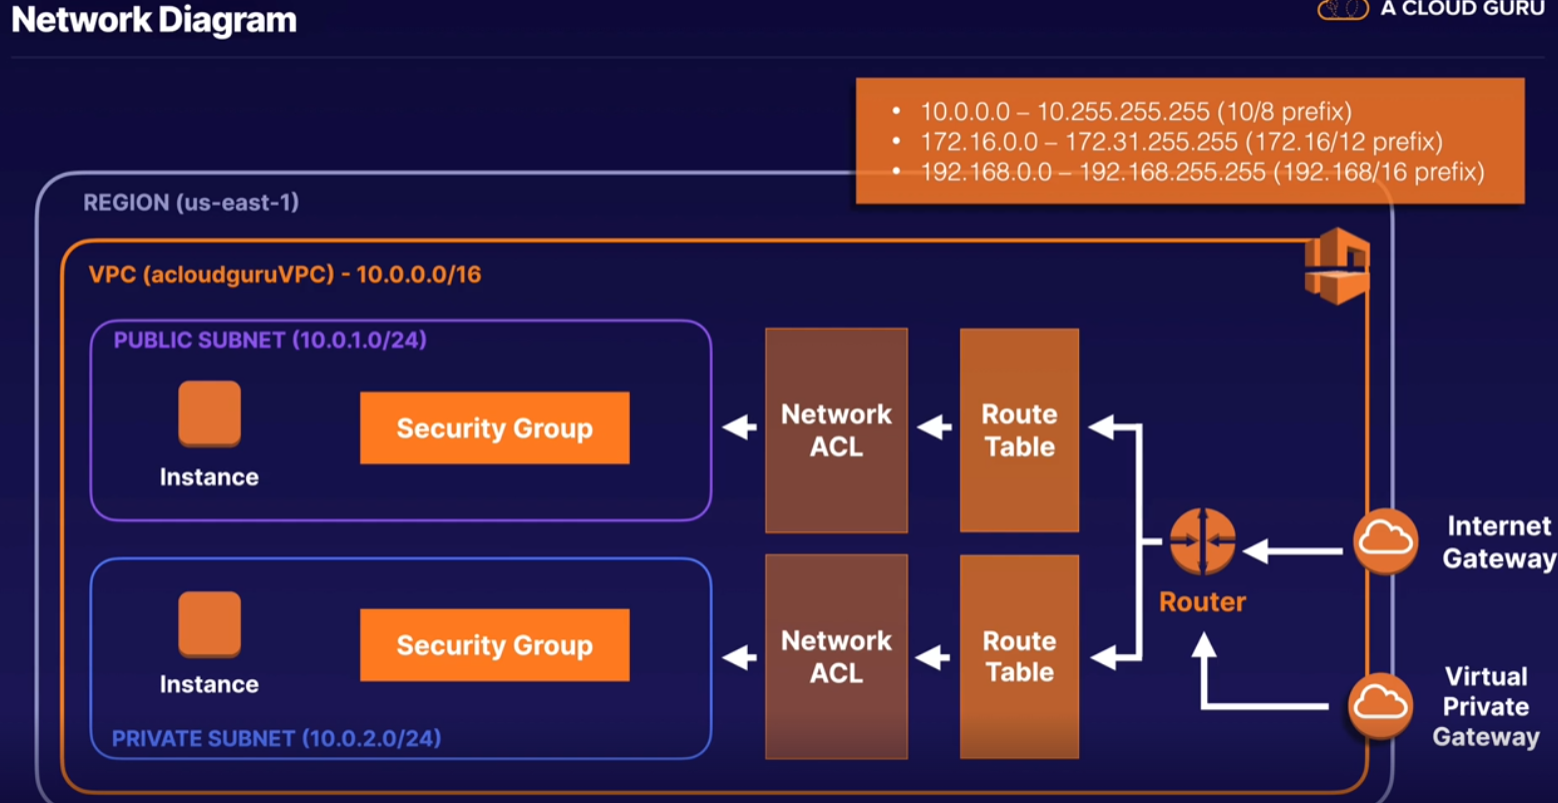 Network Diagram
A CLOUD GURU
• 10.0.0.0 – 10.255.255.255 (10/8 prefix)
• 172.16.0.0 – 172.31.255.255 (172.16/12 prefix)
• 192.168.0.0 – 192.168.255.255 (192.168/16 prefix)
REGION (us-east-1)
VPC (acloudguruVPC) - 10.0.0.0/16
PUBLIC SUBNET (10.0.1.0/24)
Instance
Security Group
Network
ACL
Route
Table
Router
Internet
Gateway
Instance
Security Group
PRIVATE SUBNET (10.0.2.0/24)
Network
ACL
Route
Table
Virtual
Private
Gateway